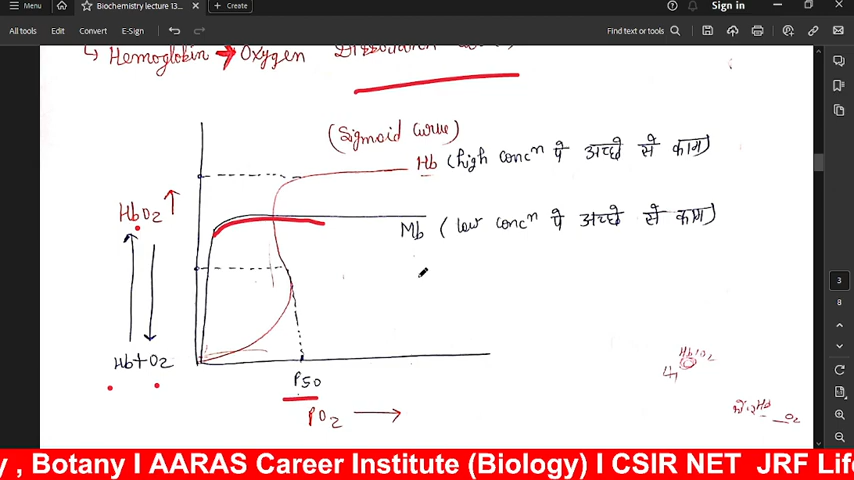 Menu
Biochemistry lecture 13...
+ Create
Sign in
All tools Edit Convert E-Sign
Find text or tools
↳ Hemoglobin → Oxygen
(Sigmoid curve)
Hb (high concⁿ पे अच्छे से काम)
HbO2 ↑
Mb (low concⁿ पे अच्छे से काम)
3
8
Hb+O2
P50
PO2 →
y , Botany I AARAS Career Institute (Biology) I CSIR NET JRF Life